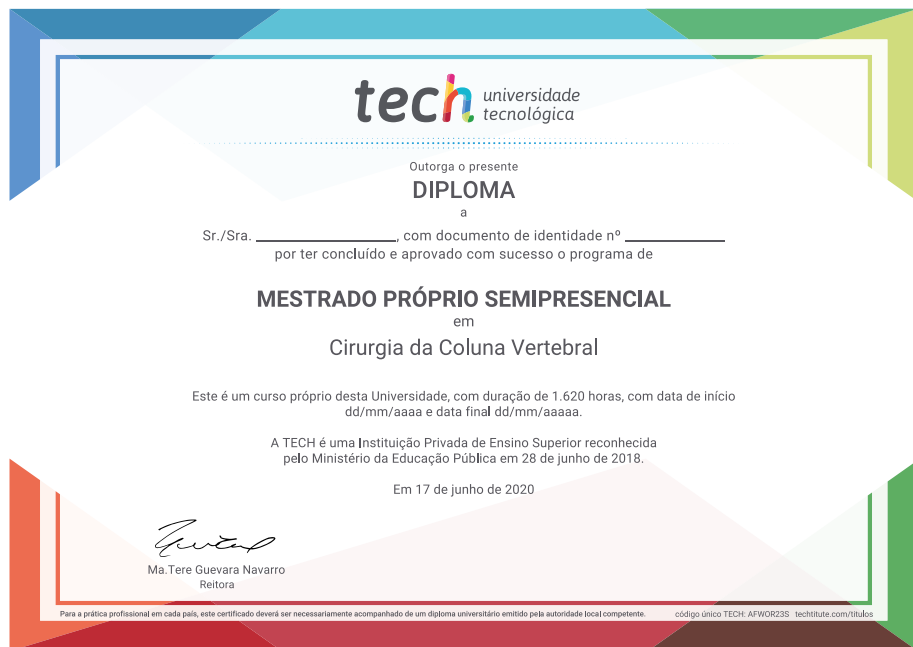 tech universidade
tecnológica
Outorga o presente
DIPLOMA
a
Sr./Sra. ________________, com documento de identidade nº ____________
por ter concluído e aprovado com sucesso o programa de
MESTRADO PRÓPRIO SEMIPRESENCIAL
em
Cirurgia da Coluna Vertebral
Este é um curso próprio desta Universidade, com duração de 1.620 horas, com data de início
dd/mm/aaaa e data final dd/mm/aaaaa.
A TECH é uma Instituição Privada de Ensino Superior reconhecida
pelo Ministério da Educação Pública em 28 de junho de 2018.
Em 17 de junho de 2020
Ma.Tere Guevara Navarro
Reitora
Para a prática profissional em cada país, este certificado deverá ser necessariamente acompanhado de um diploma universitário emitido pela autoridade local competente. código único TECH: AFWOR23S techtitute.com/titulos